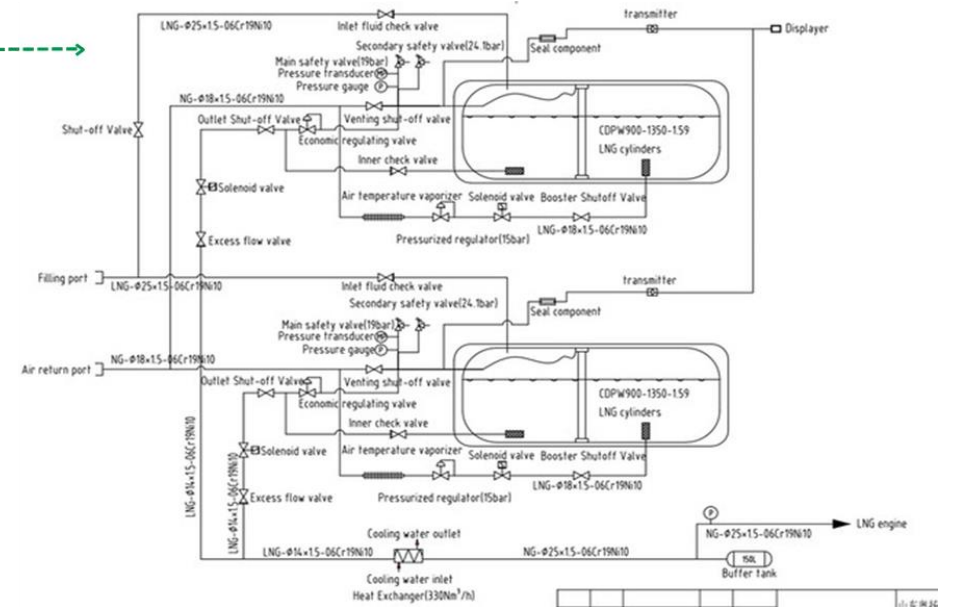 LNG-Φ25×1.5-06Cr19Ni10
Inlet fluid check valve
transmitter
Displayer
Secondary safety valve(24.1bar)
Seal component
Main safety valve(19bar)
Pressure transducer
Pressure gauge
P
NG-Φ18×1.5-06Cr19Ni10
Outlet Shut-off Valve
Venting shut-off valve
Shut-off Valve
Economic regulating valve
CDPW900-1350-1.59
LNG cylinders
Inner check valve
Solenoid valve
Air temperature vaporizer
Solenoid valve
Booster Shutoff Valve
LNG-Φ18×1.5-06Cr19Ni10
Pressurized regulator(15bar)
Excess flow valve
Filling port
LNG-Φ25×1.5-06Cr19Ni10
Inlet fluid check valve
transmitter
Secondary safety valve(24.1bar)
Seal component
Main safety valve(19bar)
Pressure transducer
Pressure gauge
P
NG-Φ18×1.5-06Cr19Ni10
Air return port
Outlet Shut-off Valve
Venting shut-off valve
Economic regulating valve
CDPW900-1350-1.59
LNG cylinders
Inner check valve
Solenoid valve
Air temperature vaporizer
Solenoid valve
Booster Shutoff Valve
LNG-Φ18×1.5-06Cr19Ni10
LNG-Φ14×1.5-06Cr19Ni10
LNG-Φ14×1.5-06Cr19Ni10
Excess flow valve
Pressurized regulator(15bar)
P
LNG engine
NG-Φ25×1.5-06Cr19Ni10
Cooling water outlet
LNG-Φ14×1.5-06Cr19Ni10
NG-Φ25×1.5-06Cr19Ni10
150L
Buffer tank
Cooling water inlet
Heat Exchanger(330Nm³/h)
山东奥扬